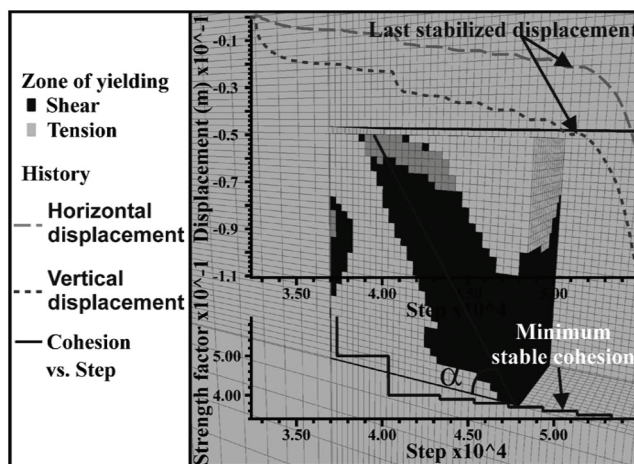 Zone of yielding
Shear
Tension
History
Horizontal
displacement
Vertical
displacement
Cohesion
vs. Step
Last stabilized displacement
Displacement (m) x10^-1
-0.1
-0.3
-0.5
-0.7
-0.9
-1.1
3.50
4.00
4.50
5.00
Step x10^4
Minimum
stable cohesion
α
Strength factor x10^-1
5.00
4.00
3.50
4.00
4.50
5.00
Step x10^4